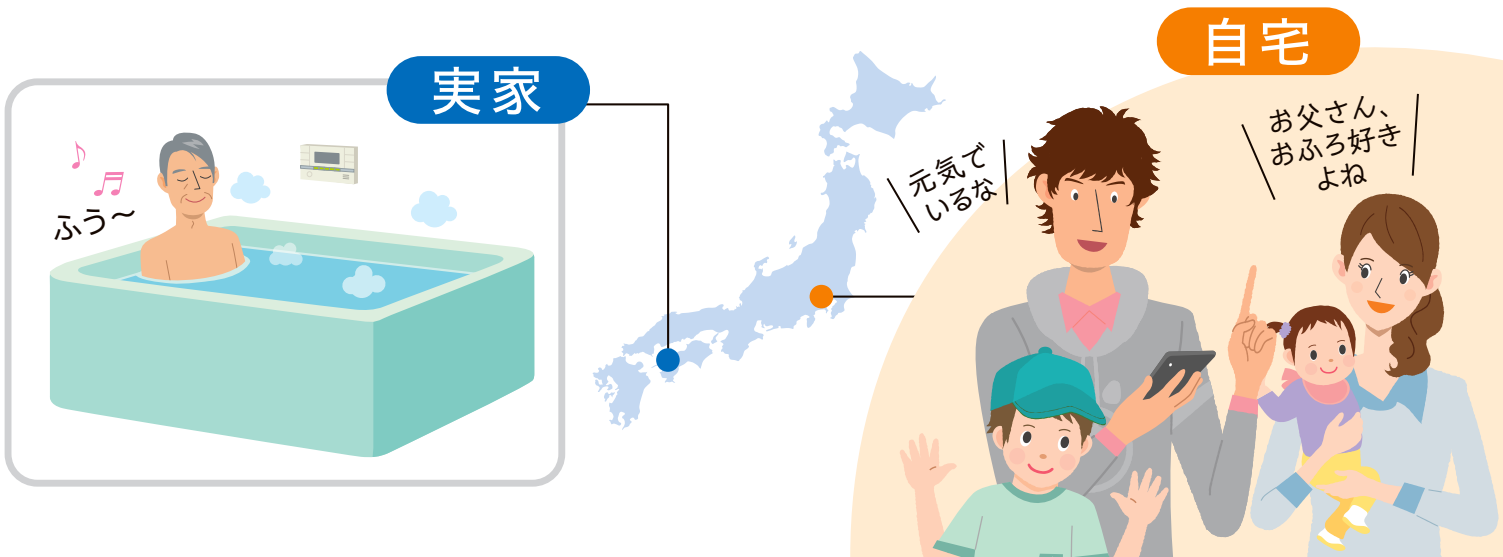 実家
ふう～
自宅
元気で
いるな
お父さん、
おふろ好き
よね